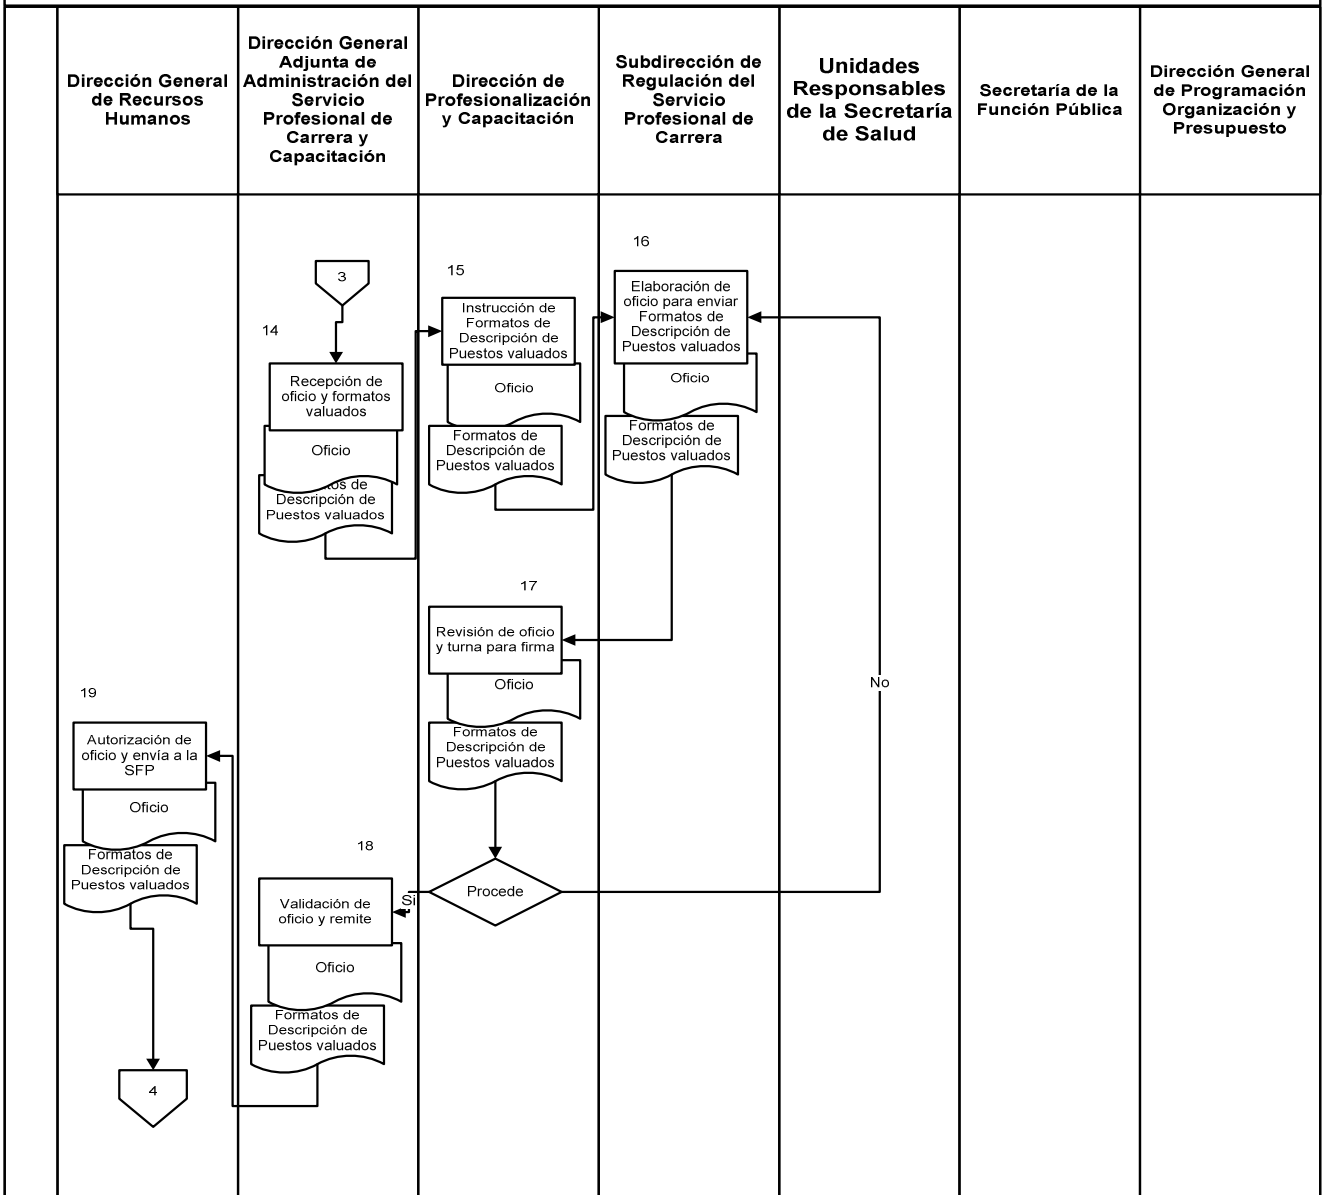 Dirección General
de Recursos
Humanos
Dirección General
Adjunta de
Administración del
Servicio
Profesional de
Carrera y
Capacitación
Dirección de
Profesionalización
y Capacitación
Subdirección de
Regulación del
Servicio
Profesional de
Carrera
Unidades
Responsables
de la Secretaría
de Salud
Secretaría de la
Función Pública
Dirección General
de Programación
Organización y
Presupuesto
3
14
Recepción de
oficio y formatos
valuados
Oficio
Descripción de
Puestos valuados
15
Instrucción de
Formatos de
Descripción de
Puestos valuados
Oficio
Formatos de
Descripción de
Puestos valuados
16
Elaboración de
oficio para enviar
Formatos de
Descripción de
Puestos valuados
Oficio
Formatos de
Descripción de
Puestos valuados
17
Revisión de oficio
y turna para firma
Oficio
Formatos de
Descripción de
Puestos valuados
Procede
No
Si
18
Validación de
oficio y remite
Oficio
Formatos de
Descripción de
Puestos valuados
19
Autorización de
oficio y envía a la
SFP
Oficio
Formatos de
Descripción de
Puestos valuados
4